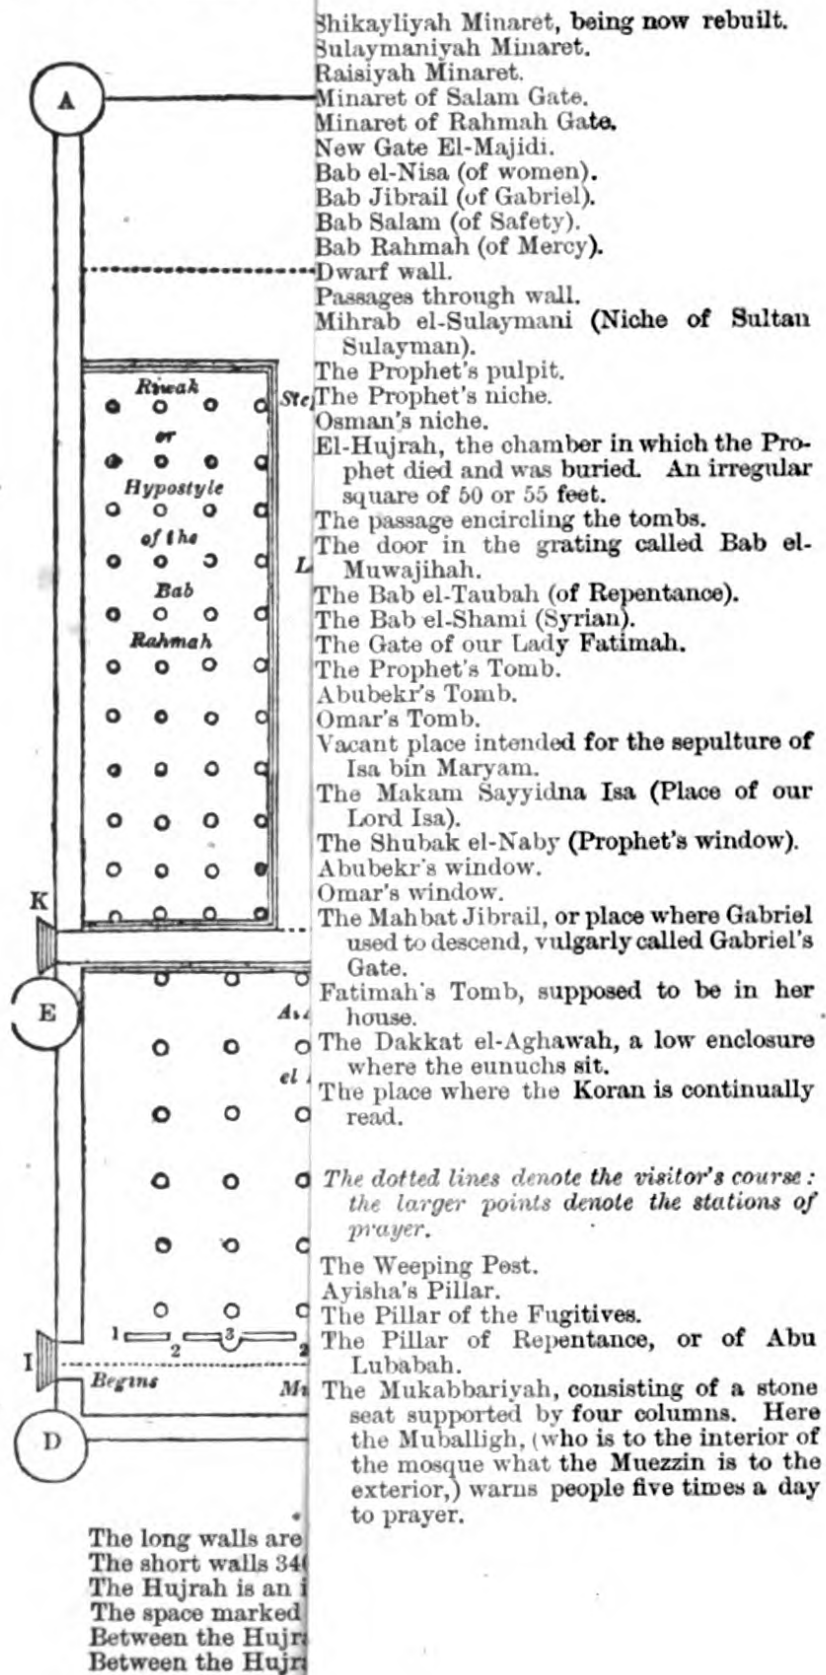 Shikayliyah Minaret, being now rebuilt.
Sulaymaniyah Minaret.
Raisiyah Minaret.
Minaret of Salam Gate.
Minaret of Rahmah Gate.
New Gate El-Majidi.
Bab el-Nisa (of women).
Bab Jibrail (of Gabriel).
Bab Salam (of Safety).
Bab Rahmah (of Mercy).
Dwarf wall.
Passages through wall.
Mihrab el-Sulaymani (Niche of Sultan
Sulayman).
The Prophet's pulpit.
The Prophet's niche.
Osman's niche.
El-Hujrah, the chamber in which the Pro-
phet died and was buried. An irregular
square of 50 or 55 feet.
The passage encircling the tombs.
The door in the grating called Bab el-
Muwajihah.
The Bab el-Taubah (of Repentance).
The Bab el-Shami (Syrian).
The Gate of our Lady Fatimah.
The Prophet's Tomb.
Abubekr's Tomb.
Omar's Tomb.
Vacant place intended for the sepulture of
Isa bin Maryam.
The Makam Sayyidna Isa (Place of our
Lord Isa).
The Shubak el-Naby (Prophet's window).
Abubekr's window.
Omar's window.
The Mahbat Jibrail, or place where Gabriel
used to descend, vulgarly called Gabriel's
Gate.
Fatimah's Tomb, supposed to be in her
house.
The Dakkat el-Aghawah, a low enclosure
where the eunuchs sit.
The place where the Koran is continually
read.
The dotted lines denote the visitor's course:
the larger points denote the stations of
prayer.
The Weeping Post.
Ayisha's Pillar.
The Pillar of the Fugitives.
The Pillar of Repentance, or of Abu
Lubabah.
The Mukabbariyah, consisting of a stone
seat supported by four columns. Here
the Muballigh, (who is to the interior of
the mosque what the Muezzin is to the
exterior,) warns people five times a day
to prayer.
A
Riwak
or
Hypostyle
of the
Bab
Rahmah
K
E
el
1
2
3
2
I
Begins
D
The long walls are
The short walls 34
The Hujrah is an
The space marked
Between the
Between the